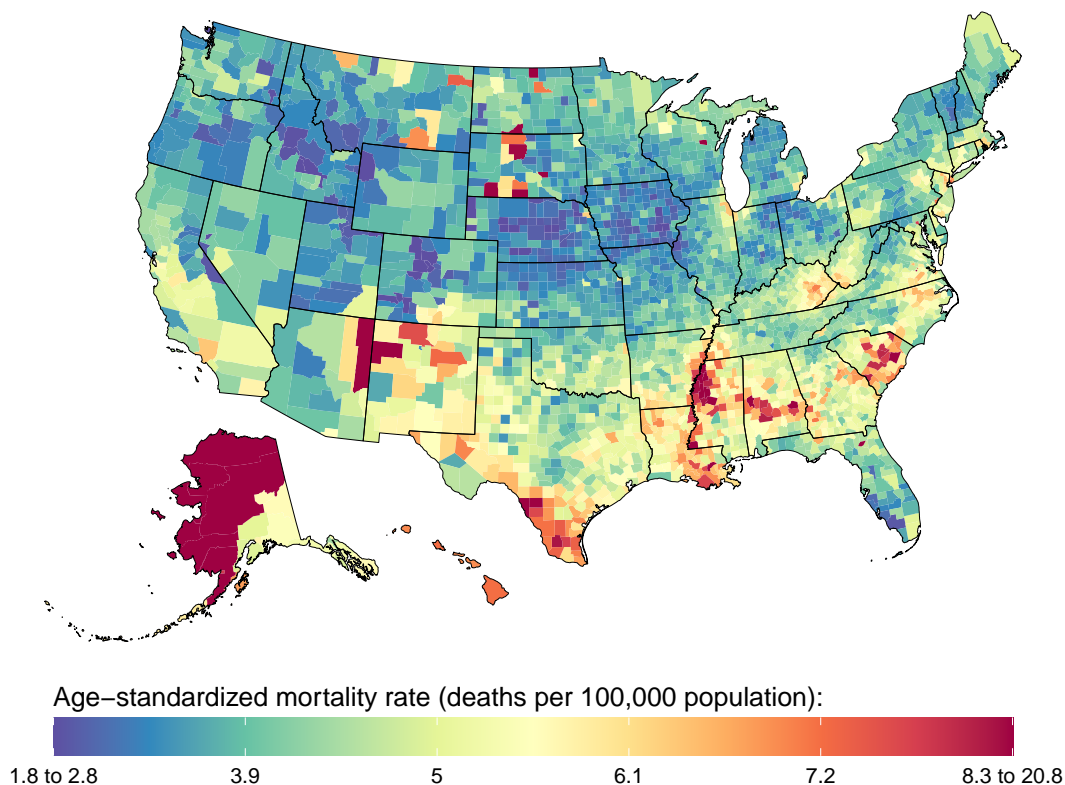 Age−standardized mortality rate (deaths per 100,000 population):
1.8 to 2.8 3.9 5 6.1 7.2 8.3 to 20.8